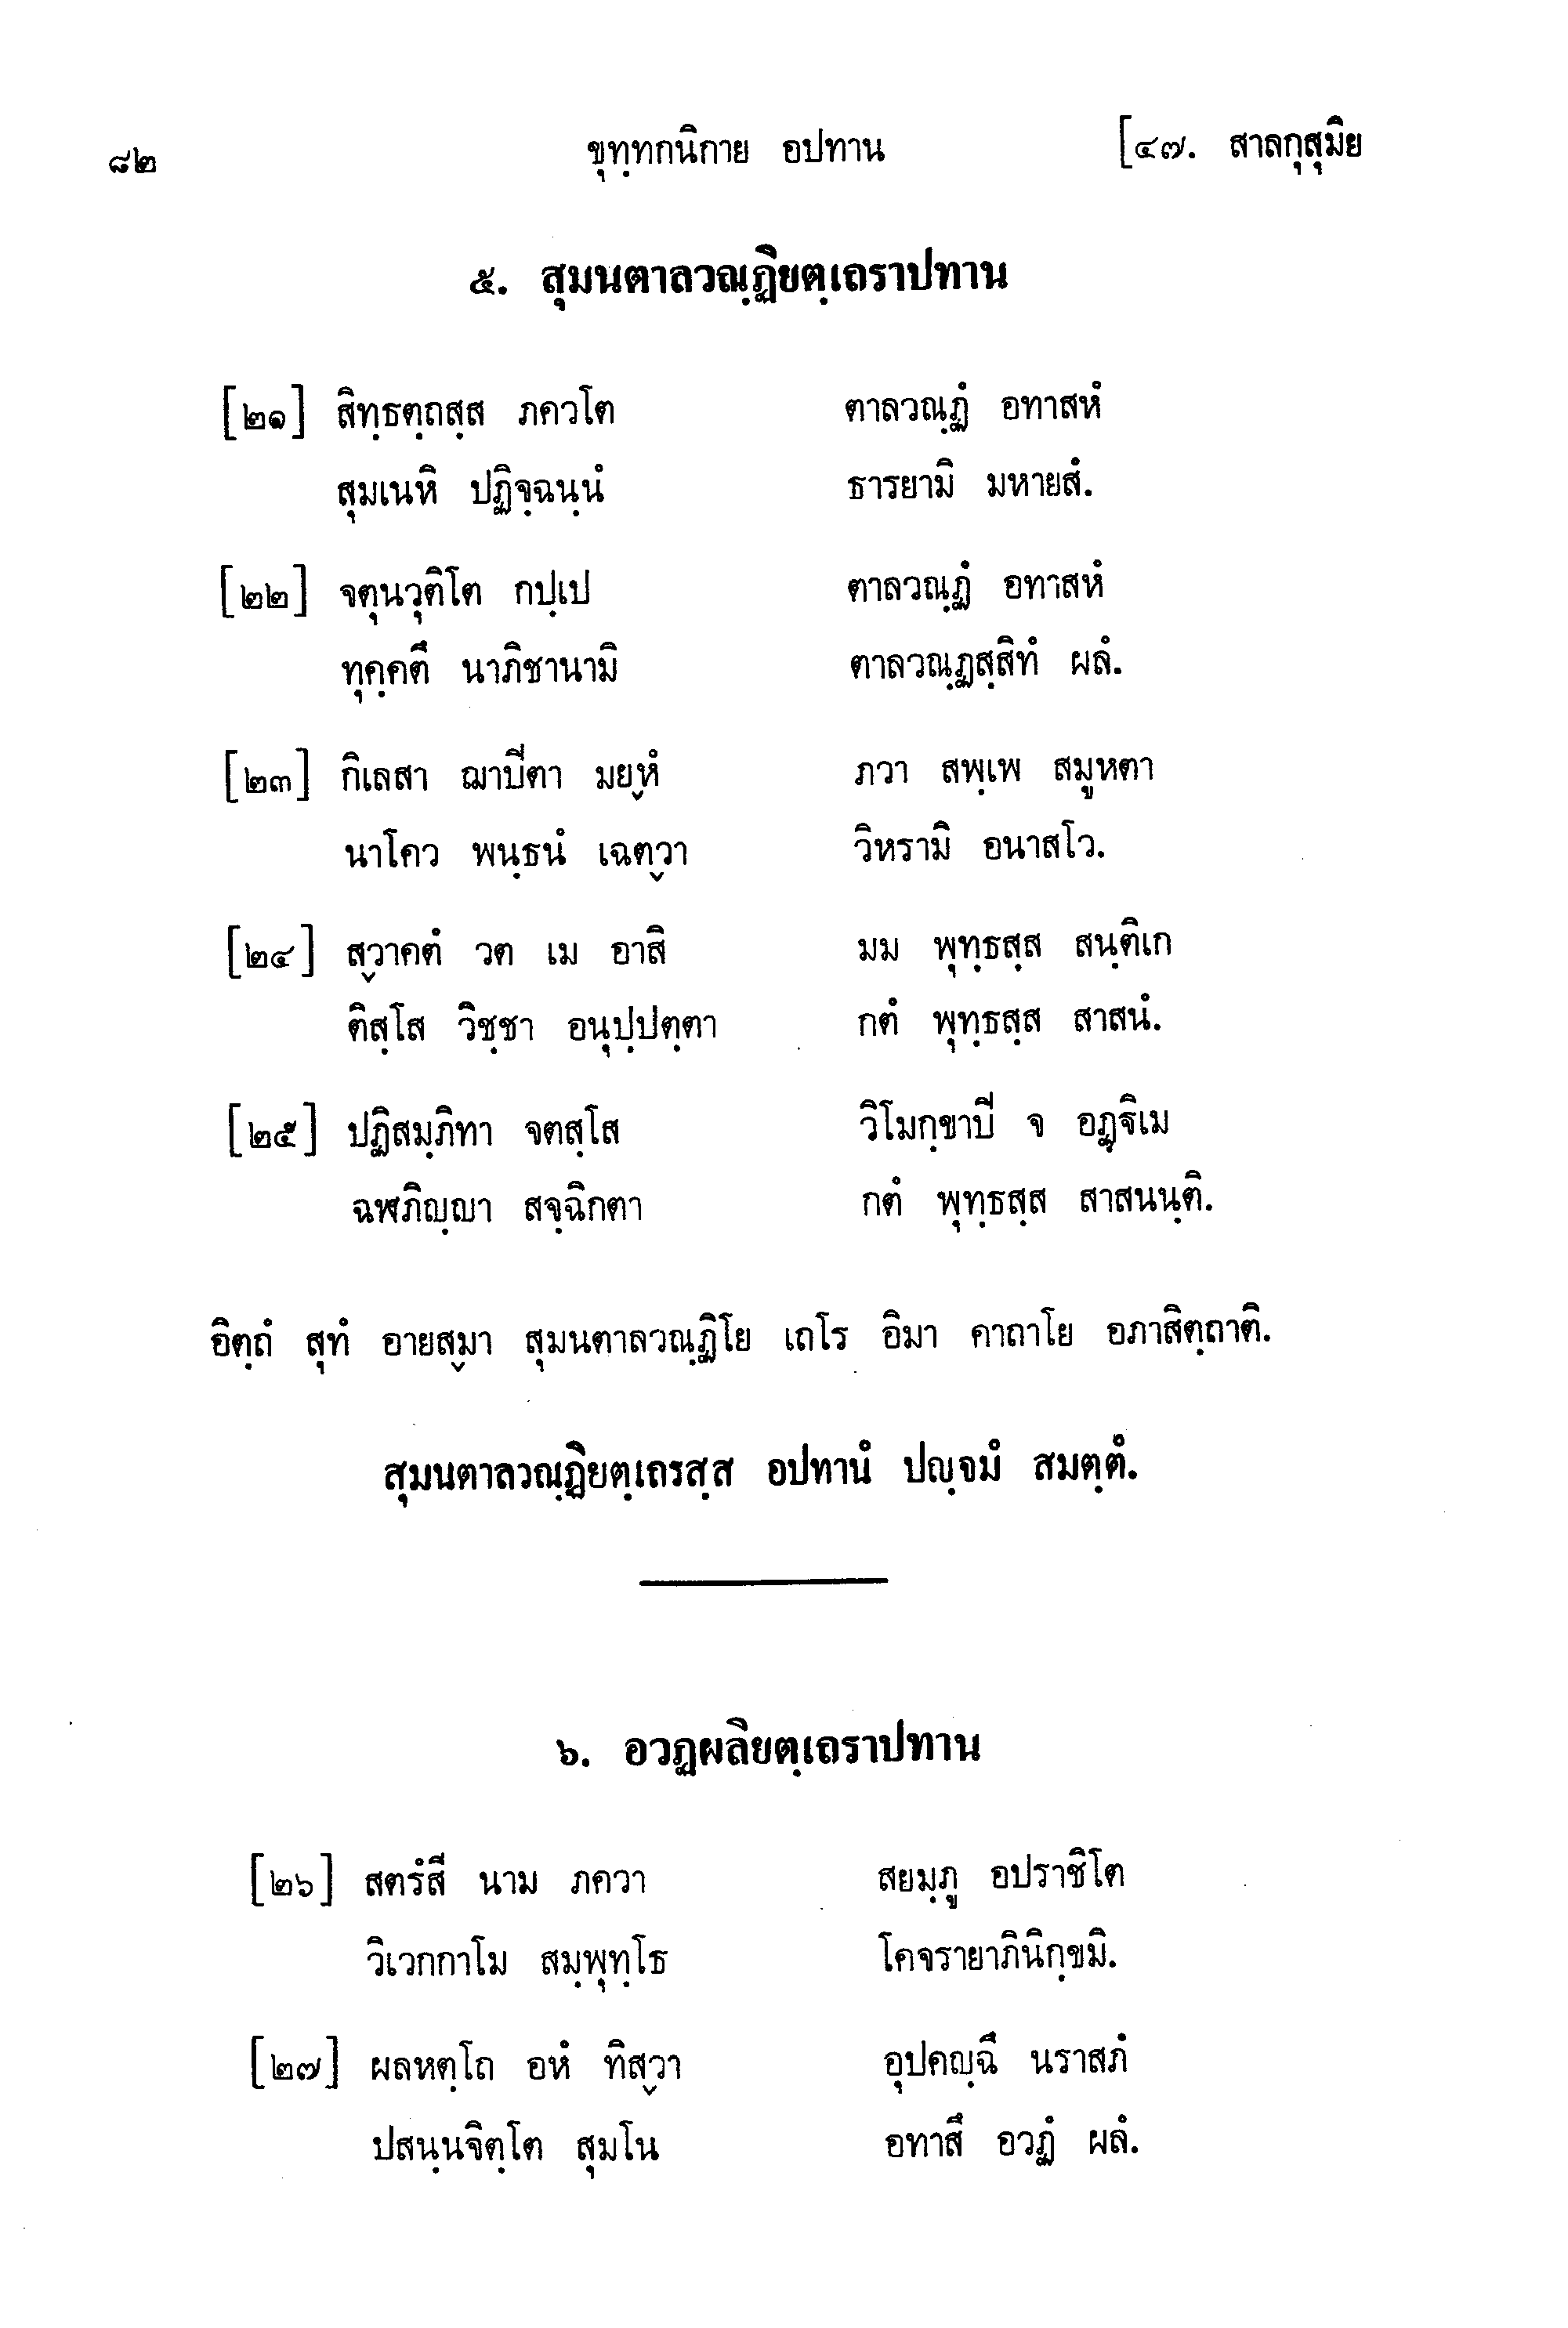 ๘๒ ขุทฺทกนิกาย อปทาน [๔๗. สาลกุสุมิย
๕. สุมนตาลวณฺฏิยตฺเถราปทาน
[๒๑] สิทฺธตฺถสฺส ภควโต ตาลวณฺฏํ อทาสหํ
สุมเนหิ ปฏิจฺฉนฺนํ ธารยามิ มหายสํ.
[๒๒] จตุนวุติโต กปฺเป ตาลวณฺฏํ อทาสหํ
ทุคฺคตึ นาภิชานามิ ตาลวณฺฏสฺสิทํ ผลํ.
[๒๓] กิเลสา ฌาปิตา มยฺหํ ภวา สพฺเพ สมูหตา
นาโคว พนฺธนํ เฉตฺวา วิหรามิ อนาสโว.
[๒๔] สฺวาคตํ วต เม อาสิ มม พุทฺธสฺส สนฺติเก
ติสฺโส วิชฺชา อนุปฺปตฺตา กตํ พุทฺธสฺส สาสนํ.
[๒๕] ปฏิสมฺภิทา จตสฺโส วิโมกฺขาปิ จ อฏฺฐิเม
ฉฬภิญฺญา สจฺฉิกตา กตํ พุทฺธสฺส สาสนนฺติ.
อิตฺถํ สุทํ อายสฺมา สุมนตาลวณฺฏิโย เถโร อิมา คาถาโย อภาสิตฺถาติ.
สุมนตาลวณฺฏิยตฺเถรสฺส อปทานํ ปญฺจมํ สมตฺตํ.
๖. อวฏผลิยตฺเถราปทาน
[๒๖] สตรํสี นาม ภควา สยมฺภู อปราชิโต
วิเวกกาโม สมฺพุทฺโธ โคจรายาภินิกฺขมิ.
[๒๗] ผลหตฺโถ อหํ ทิสฺวา อุปคญฺฉึ นราสภํ
ปสนฺนจิตฺโต สุมโน อทาสึ อวฏํ ผลํ.